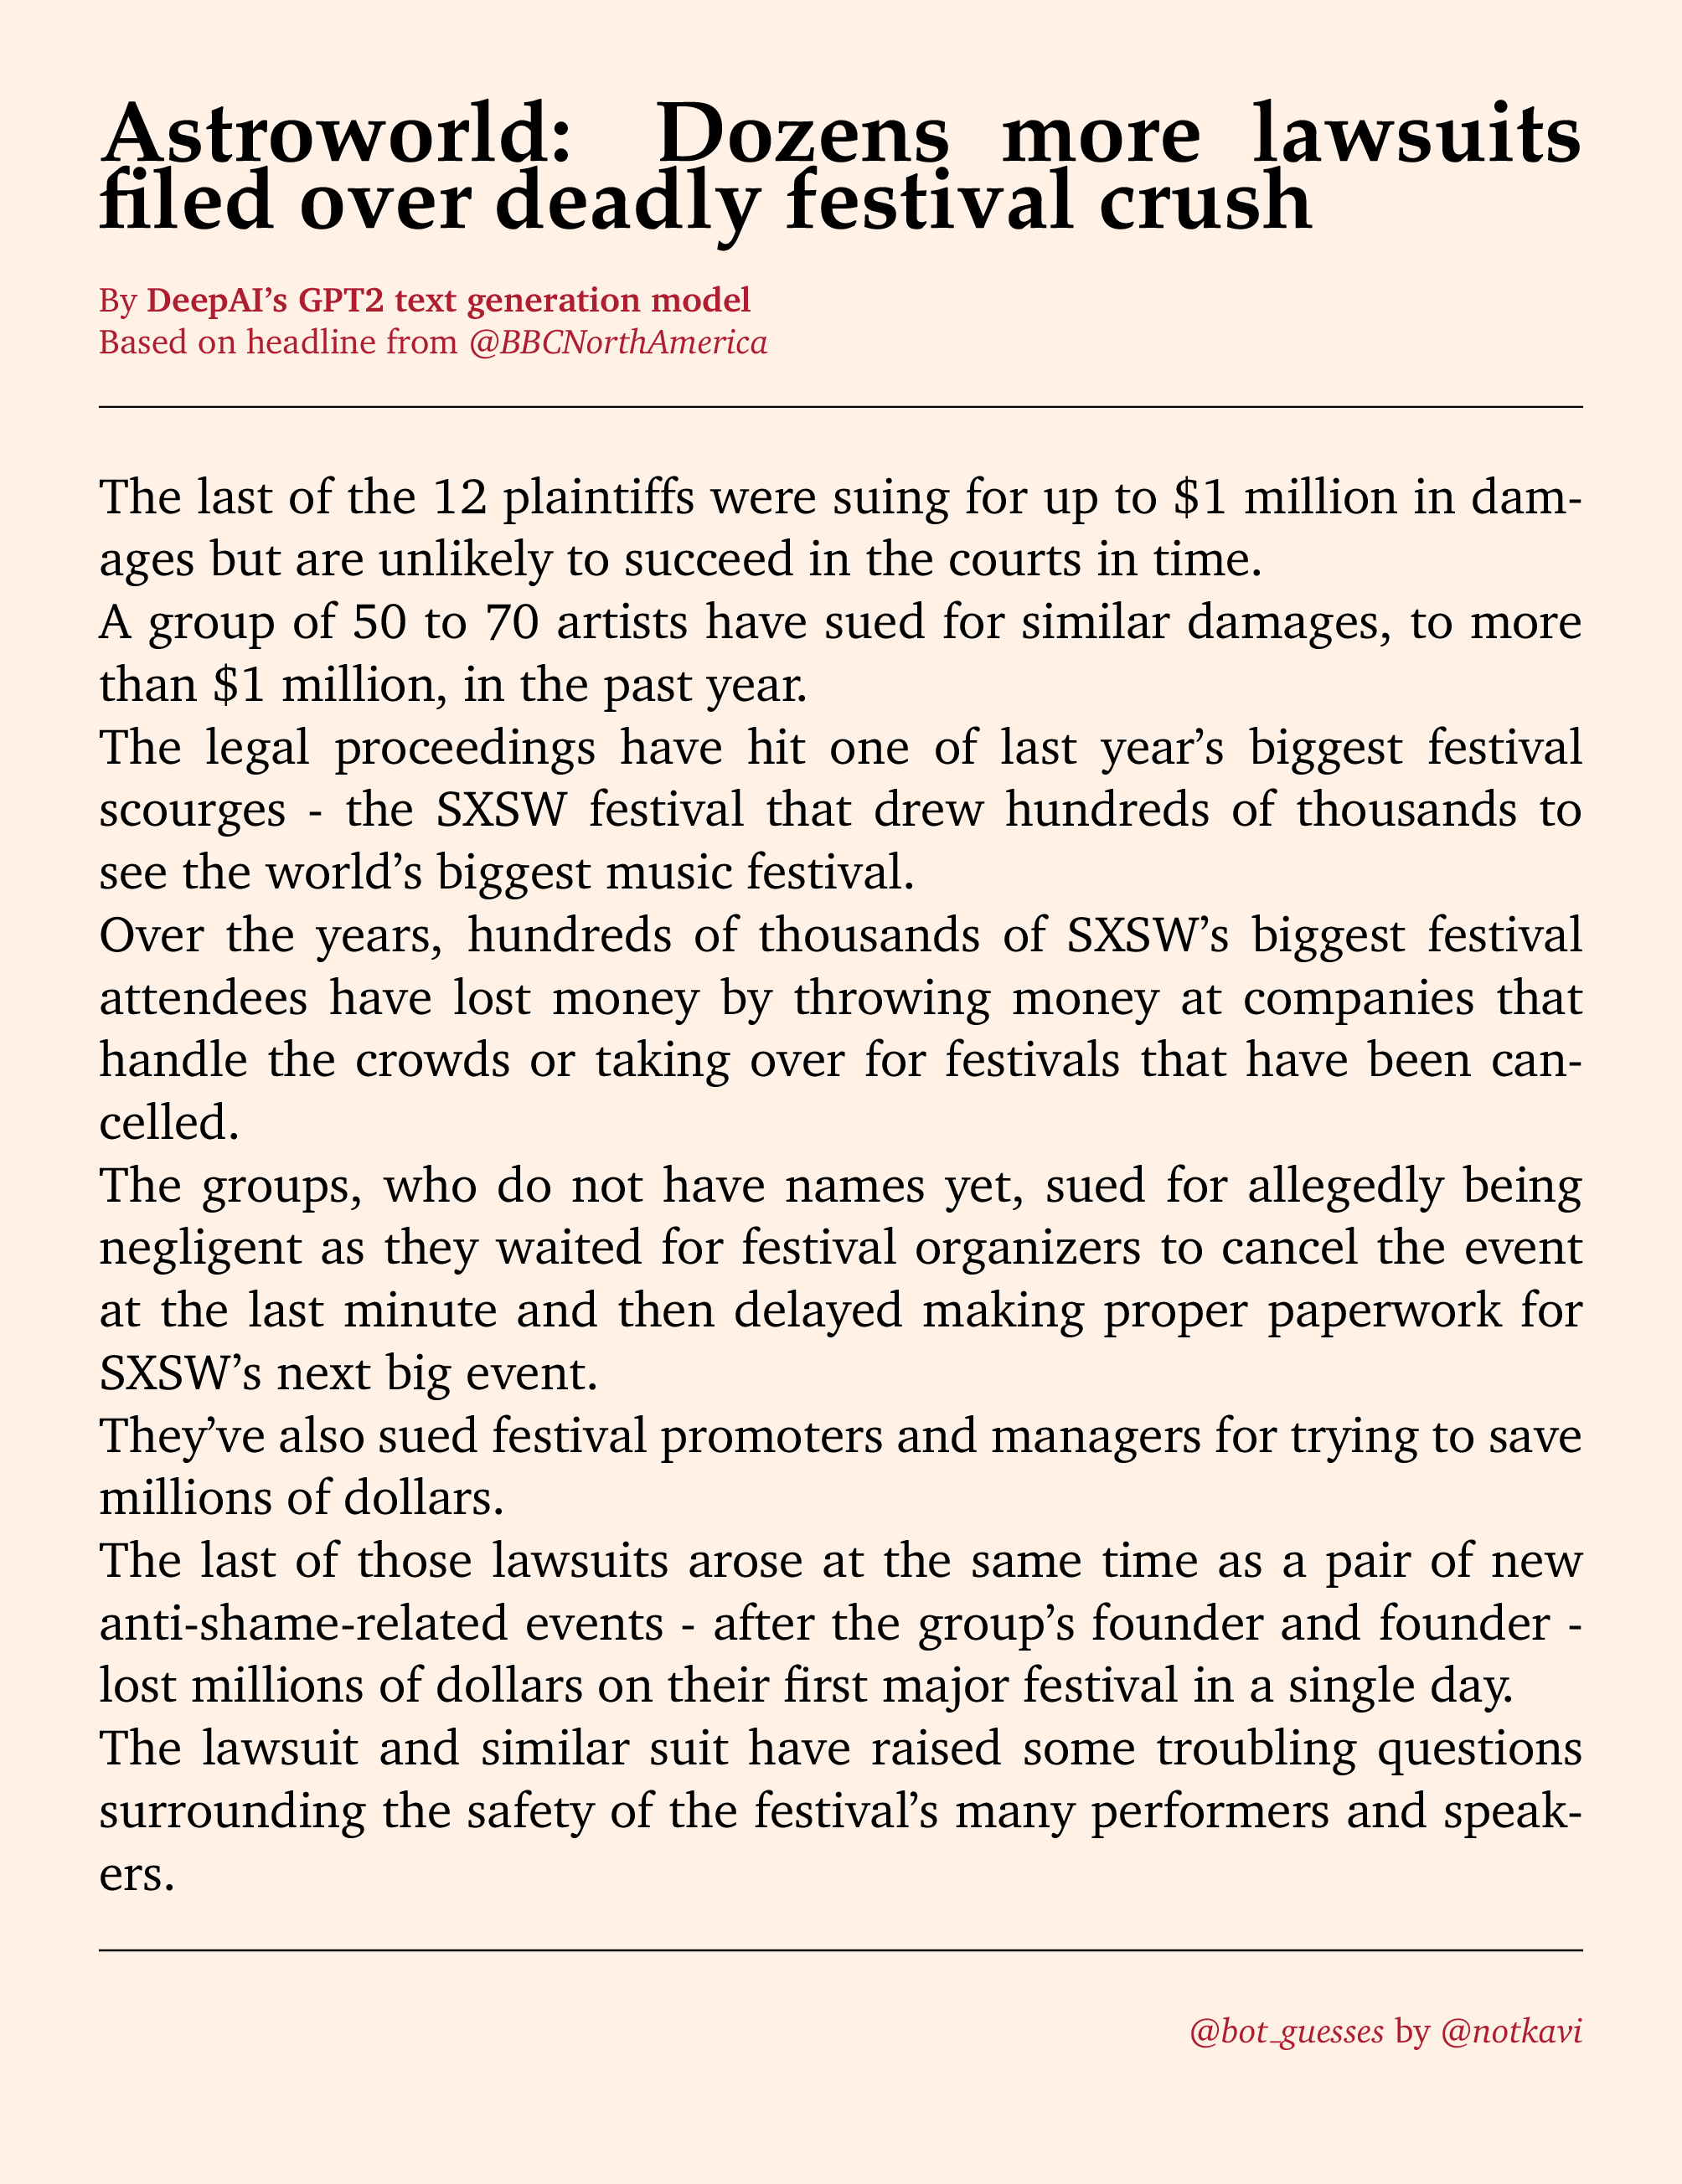 Astroworld: Dozens more lawsuits
filed over deadly festival crush
By DeepAI’s GPT2 text generation model
Based on headline from @BBCNorthAmerica
The last of the 12 plaintiffs were suing for up to $1 million in dam-
ages but are unlikely to succeed in the courts in time.
A group of 50 to 70 artists have sued for similar damages, to more
than $1 million, in the past year.
The legal proceedings have hit one of last year’s biggest festival
scourges - the SXSW festival that drew hundreds of thousands to
see the world’s biggest music festival.
Over the years, hundreds of thousands of SXSW’s biggest festival
attendees have lost money by throwing money at companies that
handle the crowds or taking over for festivals that have been can-
celled.
The groups, who do not have names yet, sued for allegedly being
negligent as they waited for festival organizers to cancel the event
at the last minute and then delayed making proper paperwork for
SXSW’s next big event.
They’ve also sued festival promoters and managers for trying to save
millions of dollars.
The last of those lawsuits arose at the same time as a pair of new
anti-shame-related events - after the group’s founder and founder -
lost millions of dollars on their first major festival in a single day.
The lawsuit and similar suit have raised some troubling questions
surrounding the safety of the festival’s many performers and speak-
ers.
@bot_guesses by @notkavi